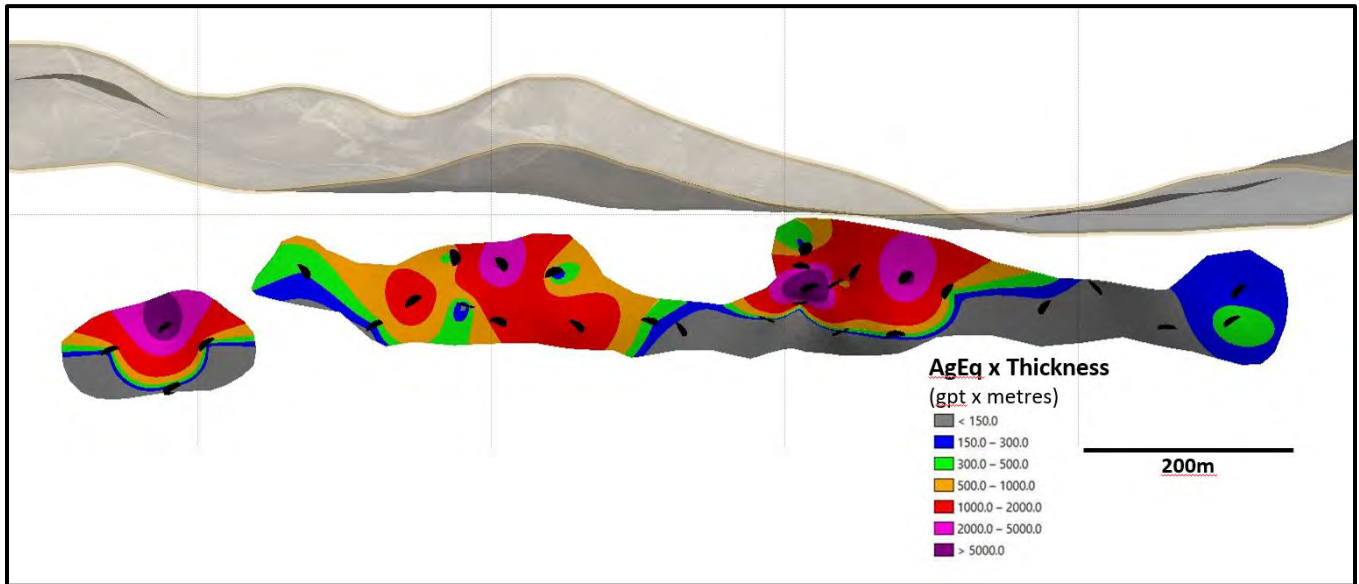 AgEq x Thickness
(gpt x metres)
< 150.0
150.0 – 300.0
300.0 – 500.0
500.0 – 1000.0
1000.0 – 2000.0
2000.0 – 5000.0
> 5000.0
200m